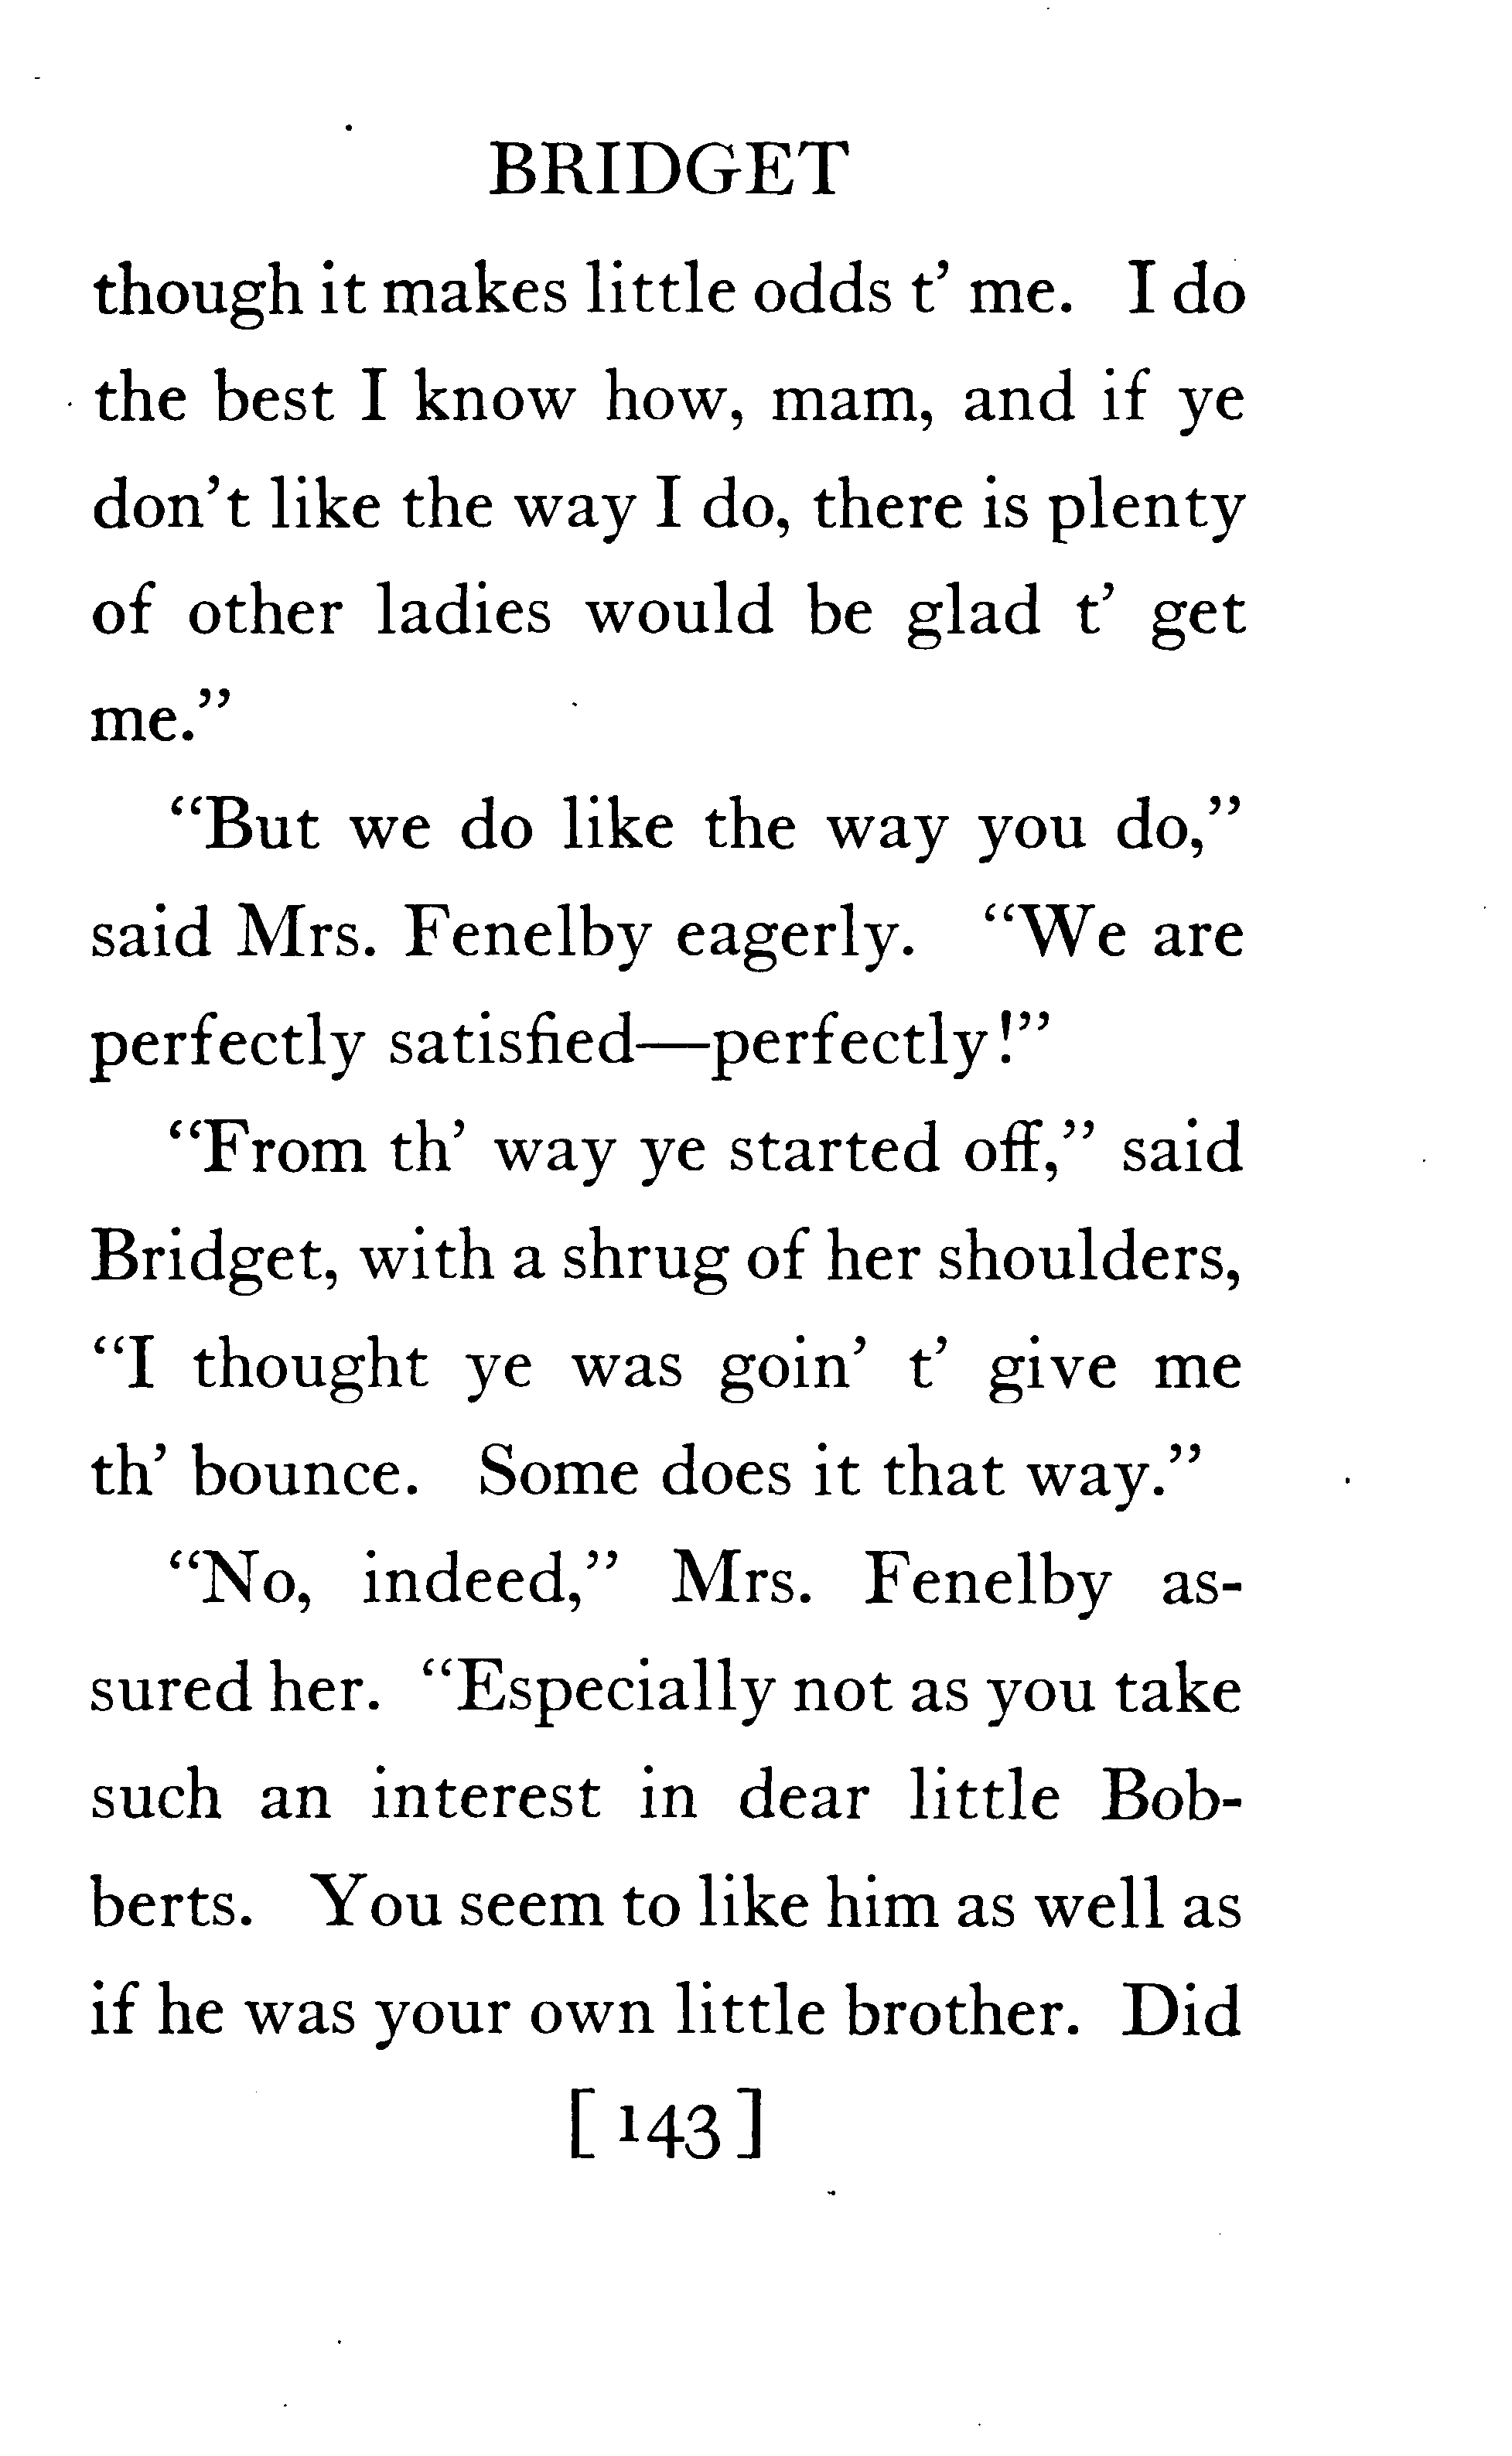 BRIDGET
though it makes little odds t’ me. I do
the best I know how, mam, and if ye
don’t like the way I do, there is plenty
of other ladies would be glad t’ get
me.”
“But we do like the way you do,”
said Mrs. Fenelby eagerly. “We are
perfectly satisfied—perfectly!”
“From th’ way ye started off,” said
Bridget, with a shrug of her shoulders,
“I thought ye was goin’ t’ give me
th’ bounce. Some does it that way.”
“No, indeed,” Mrs. Fenelby as-
sured her. “Especially not as you take
such an interest in dear little Bob-
berts. You seem to like him as well as
if he was your own little brother. Did
[143]